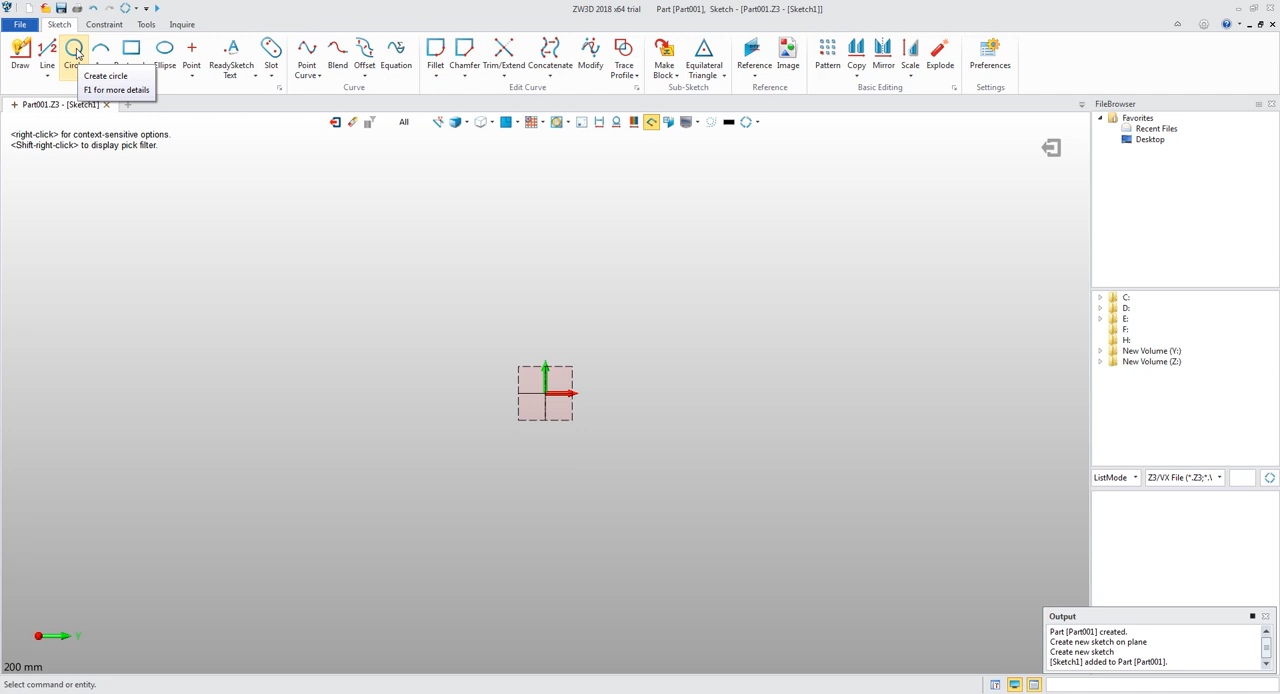 ZW3D 2018 x64 trial Part [Part001], Sketch - [Part001.Z3 - [Sketch1]]
File Sketch Constraint Tools Inquire
Draw Line Circl Ellipse Point ReadySketch Text Slot Point Curve Blend Offset Equation Fillet Chamfer Trim/Extend Concatenate Modify Trace Profile Make Block Equilateral Triangle Reference Image Pattern Copy Mirror Scale Explode Preferences
Create circle
F1 for more details
Curve Edit Curve Sub-Sketch Reference Basic Editing Settings
Part001.Z3 - [Sketch1]
FileBrowser
Favorites
Recent Files
Desktop
All
<right-click> for context-sensitive options.
<Shift-right-click> to display pick filter.
C:
D:
E:
F:
H:
New Volume (Y:)
New Volume (Z:)
ListMode Z3/VX File (*.Z3;*.\
Output
Part [Part001] created.
Create new sketch on plane
Create new sketch
[Sketch1] added to Part [Part001].
Y
200 mm
Select command or entity.